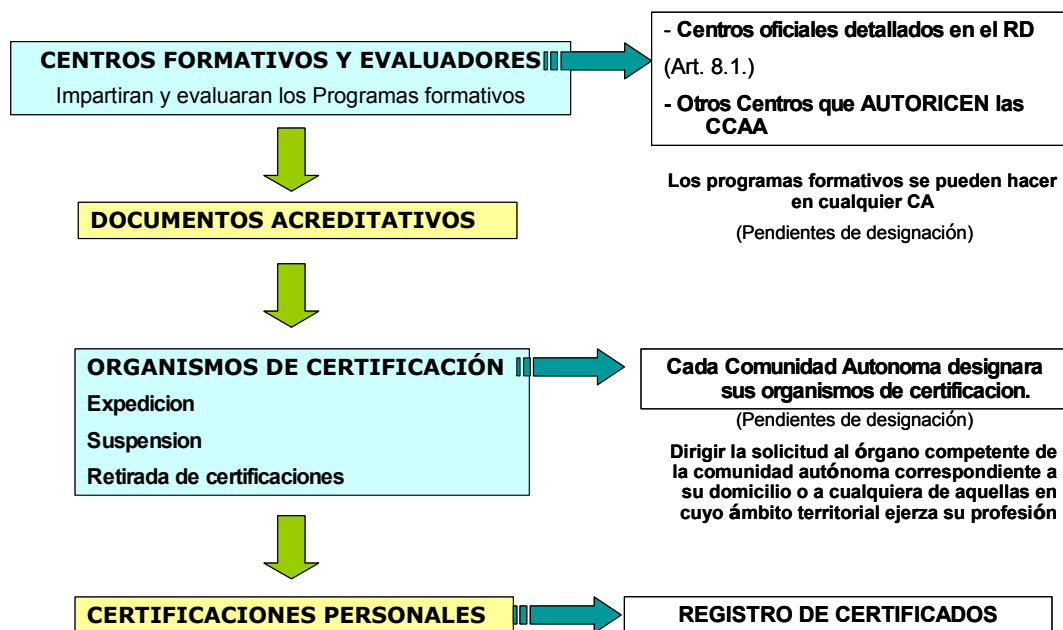 CENTROS FORMATIVOS Y EVALUADORES
Impartiran y evaluaran los Programas formativos
- Centros oficiales detallados en el RD
(Art. 8.1.)
- Otros Centros que AUTORICEN las
CCAA
Los programas formativos se pueden hacer
en cualquier CA
(Pendientes de designación)
DOCUMENTOS ACREDITATIVOS
ORGANISMOS DE CERTIFICACIÓN
Expedicion
Suspension
Retirada de certificaciones
Cada Comunidad Autonoma designara
sus organismos de certificacion.
(Pendientes de designación)
Dirigir la solicitud al órgano competente de
la comunidad autónoma correspondiente a
su domicilio o a cualquiera de aquellas en
cuyo ámbito territorial ejerza su profesión
CERTIFICACIONES PERSONALES
REGISTRO DE CERTIFICADOS